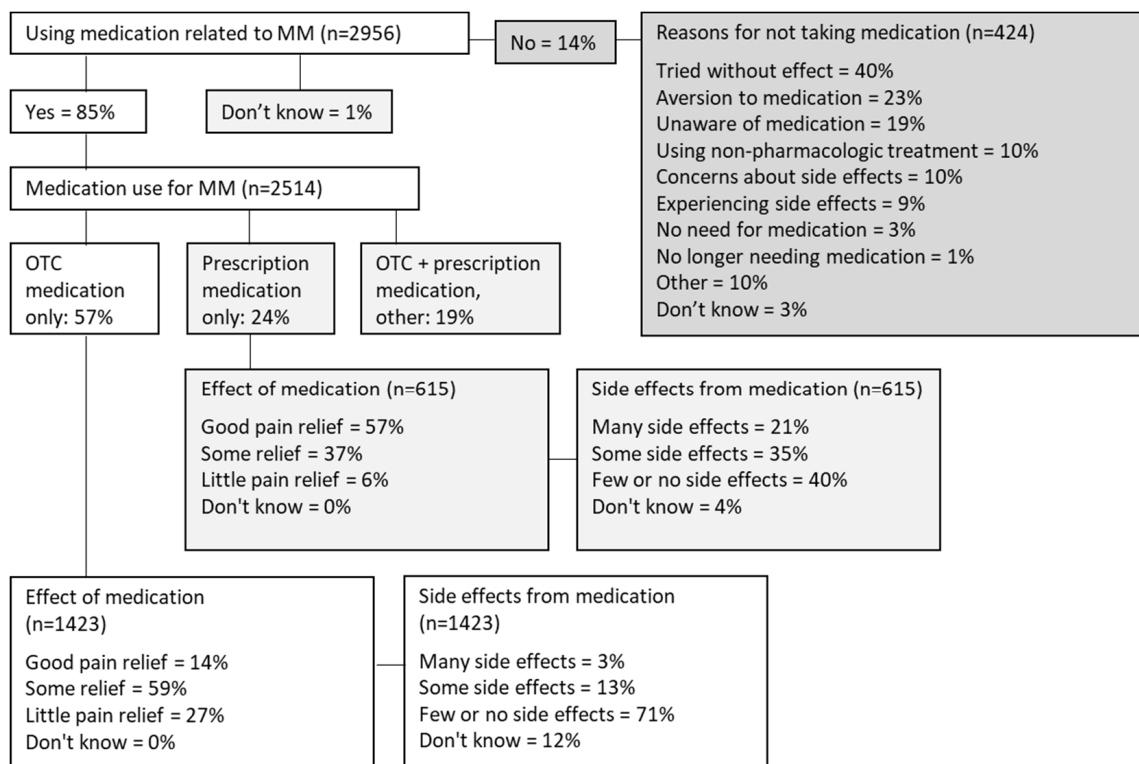 Using medication related to MM (n=2956)
No = 14%
Reasons for not taking medication (n=424)
Tried without effect = 40%
Aversion to medication = 23%
Unaware of medication = 19%
Using non-pharmacologic treatment = 10%
Concerns about side effects = 10%
Experiencing side effects = 9%
No need for medication = 3%
No longer needing medication = 1%
Other = 10%
Don’t know = 3%
Yes = 85%
Don’t know = 1%
Medication use for MM (n=2514)
OTC
medication
only: 57%
Prescription
medication
only: 24%
OTC + prescription
medication,
other: 19%
Effect of medication (n=615)
Good pain relief = 57%
Some relief = 37%
Little pain relief = 6%
Don't know = 0%
Side effects from medication (n=615)
Many side effects = 21%
Some side effects = 35%
Few or no side effects = 40%
Don't know = 4%
Effect of medication
(n=1423)
Good pain relief = 14%
Some relief = 59%
Little pain relief = 27%
Don't know = 0%
Side effects from medication
(n=1423)
Many side effects = 3%
Some side effects = 13%
Few or no side effects = 71%
Don't know = 12%